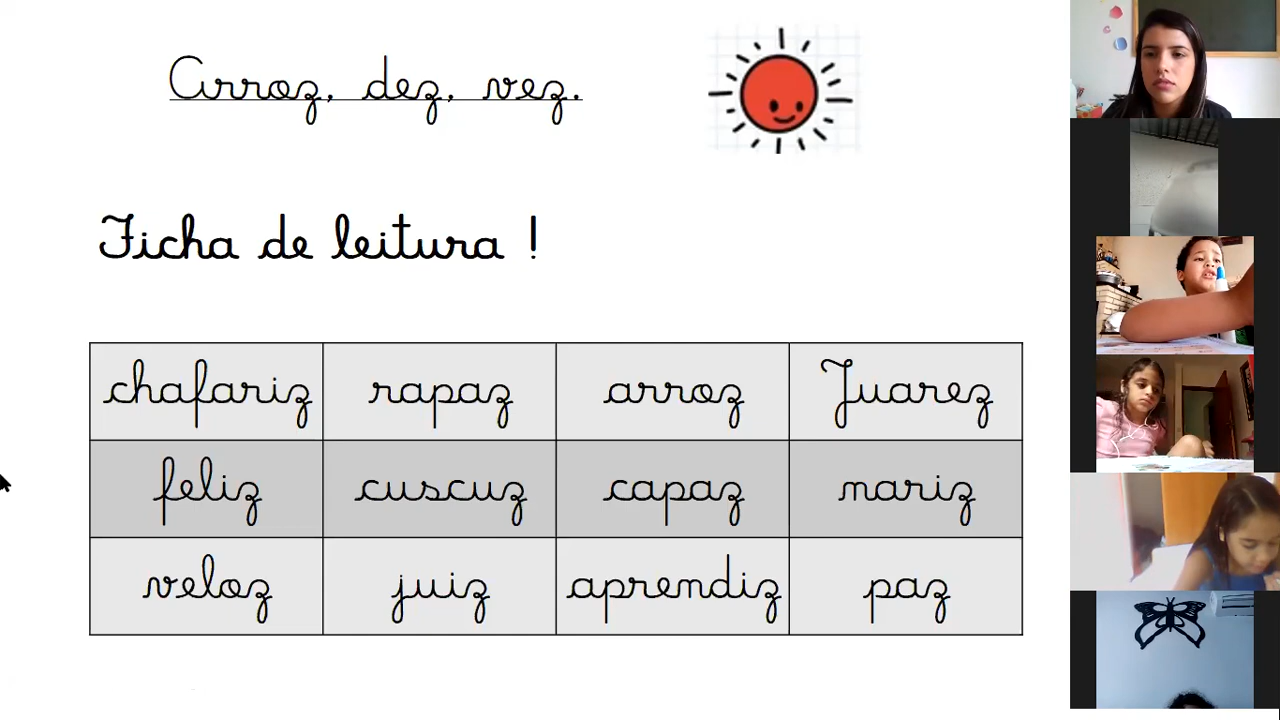 Arroz, dez, vez.
Ficha de leitura !
chafariz rapaz arroz Juarez
feliz cuscuz capaz nariz
veloz juiz aprendiz paz